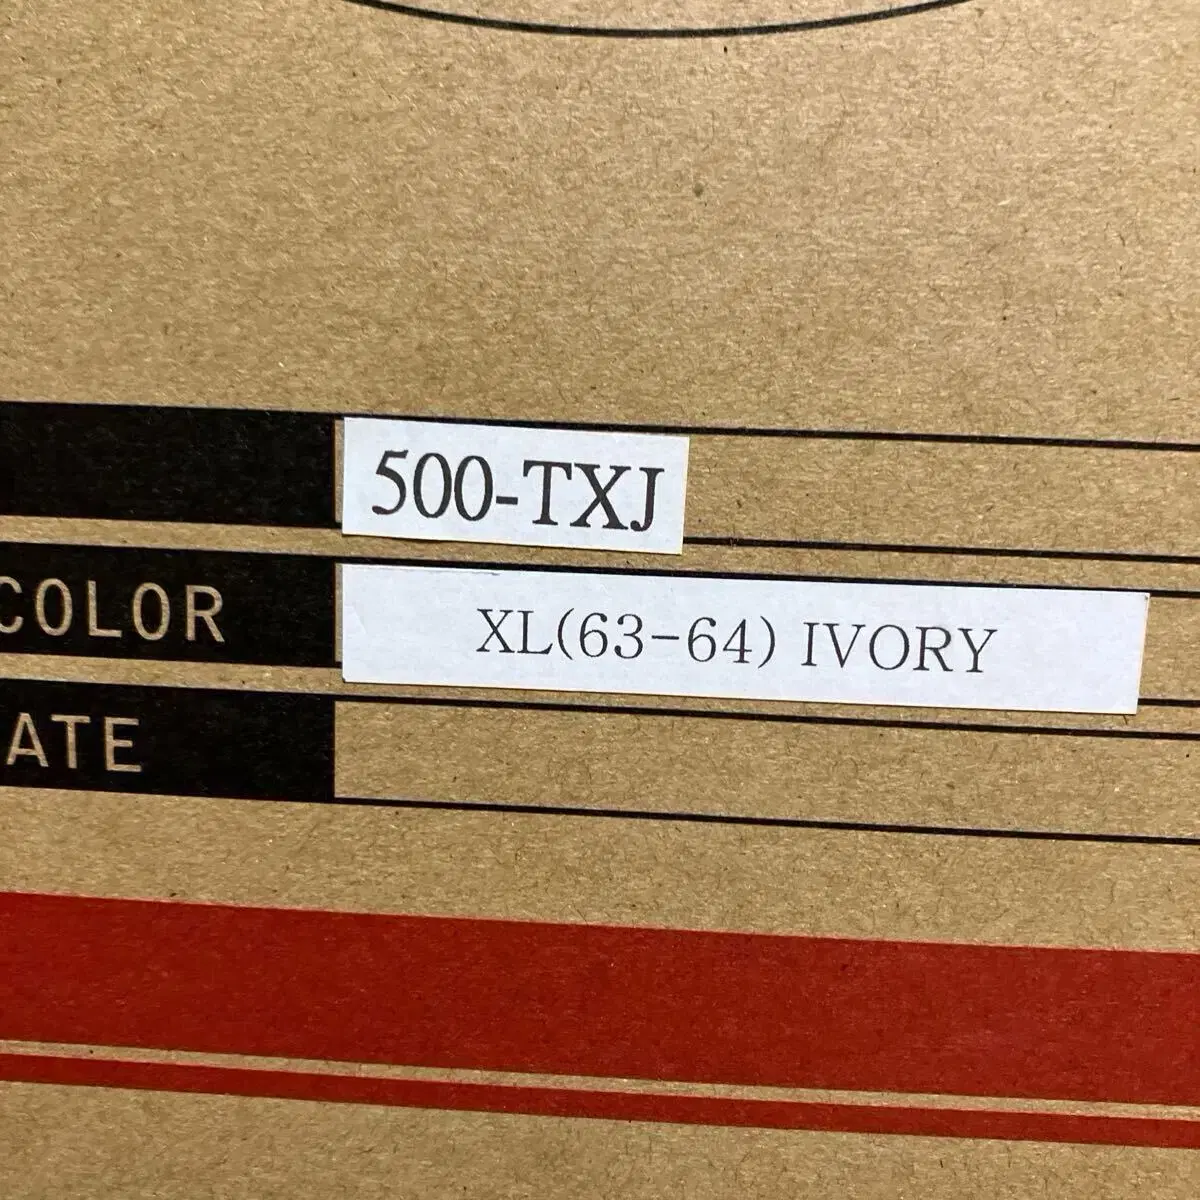 500-TXJ
COLOR XL(63-64) IVORY
ATE